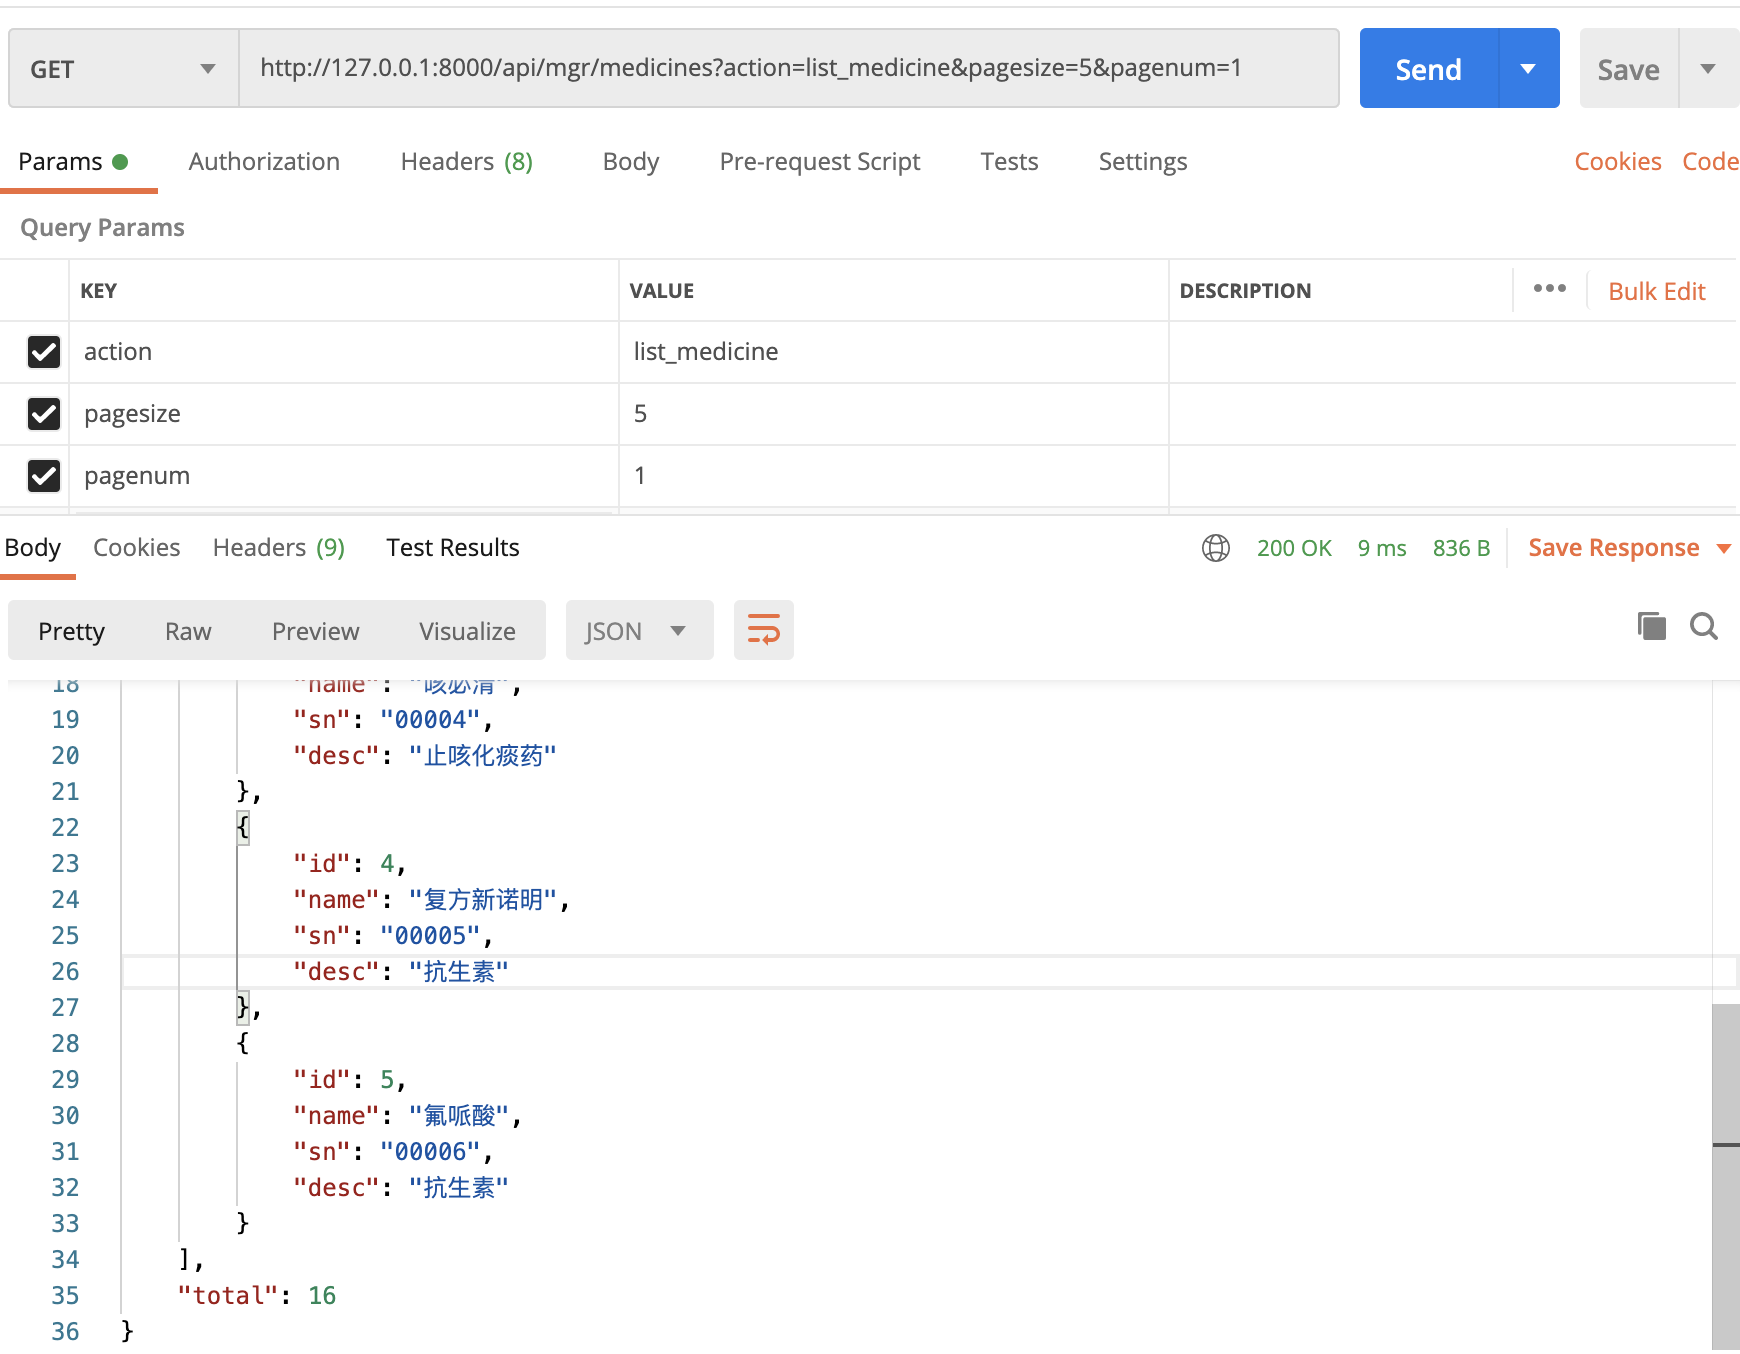 GET http://127.0.0.1:8000/api/mgr/medicines?action=list_medicine&pagesize=5&pagenum=1 Send Save
Params Authorization Headers (8) Body Pre-request Script Tests Settings Cookies Code
Query Params
KEY VALUE DESCRIPTION ••• Bulk Edit
action list_medicine
pagesize 5
pagenum 1
Body Cookies Headers (9) Test Results 200 OK 9 ms 836 B Save Response
Pretty Raw Preview Visualize JSON
18 "name": "咳必清",
19 "sn": "00004",
20 "desc": "止咳化痰药"
21 },
22 {
23 "id": 4,
24 "name": "复方新诺明",
25 "sn": "00005",
26 "desc": "抗生素"
27 },
28 {
29 "id": 5,
30 "name": "氟哌酸",
31 "sn": "00006",
32 "desc": "抗生素"
33 }
34 ],
35 "total": 16
36 }